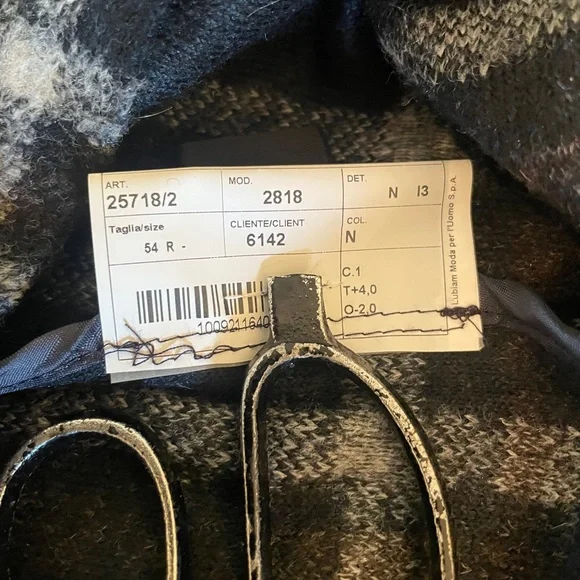 ART.
25718/2
MOD.
2818
DET.
N I3
Taglia/size
54 R -
CLIENTE/CLIENT
6142
COL.
N
C.1
T+4,0
O-2,0
Lubiam Moda per l'Uomo S.p.A.